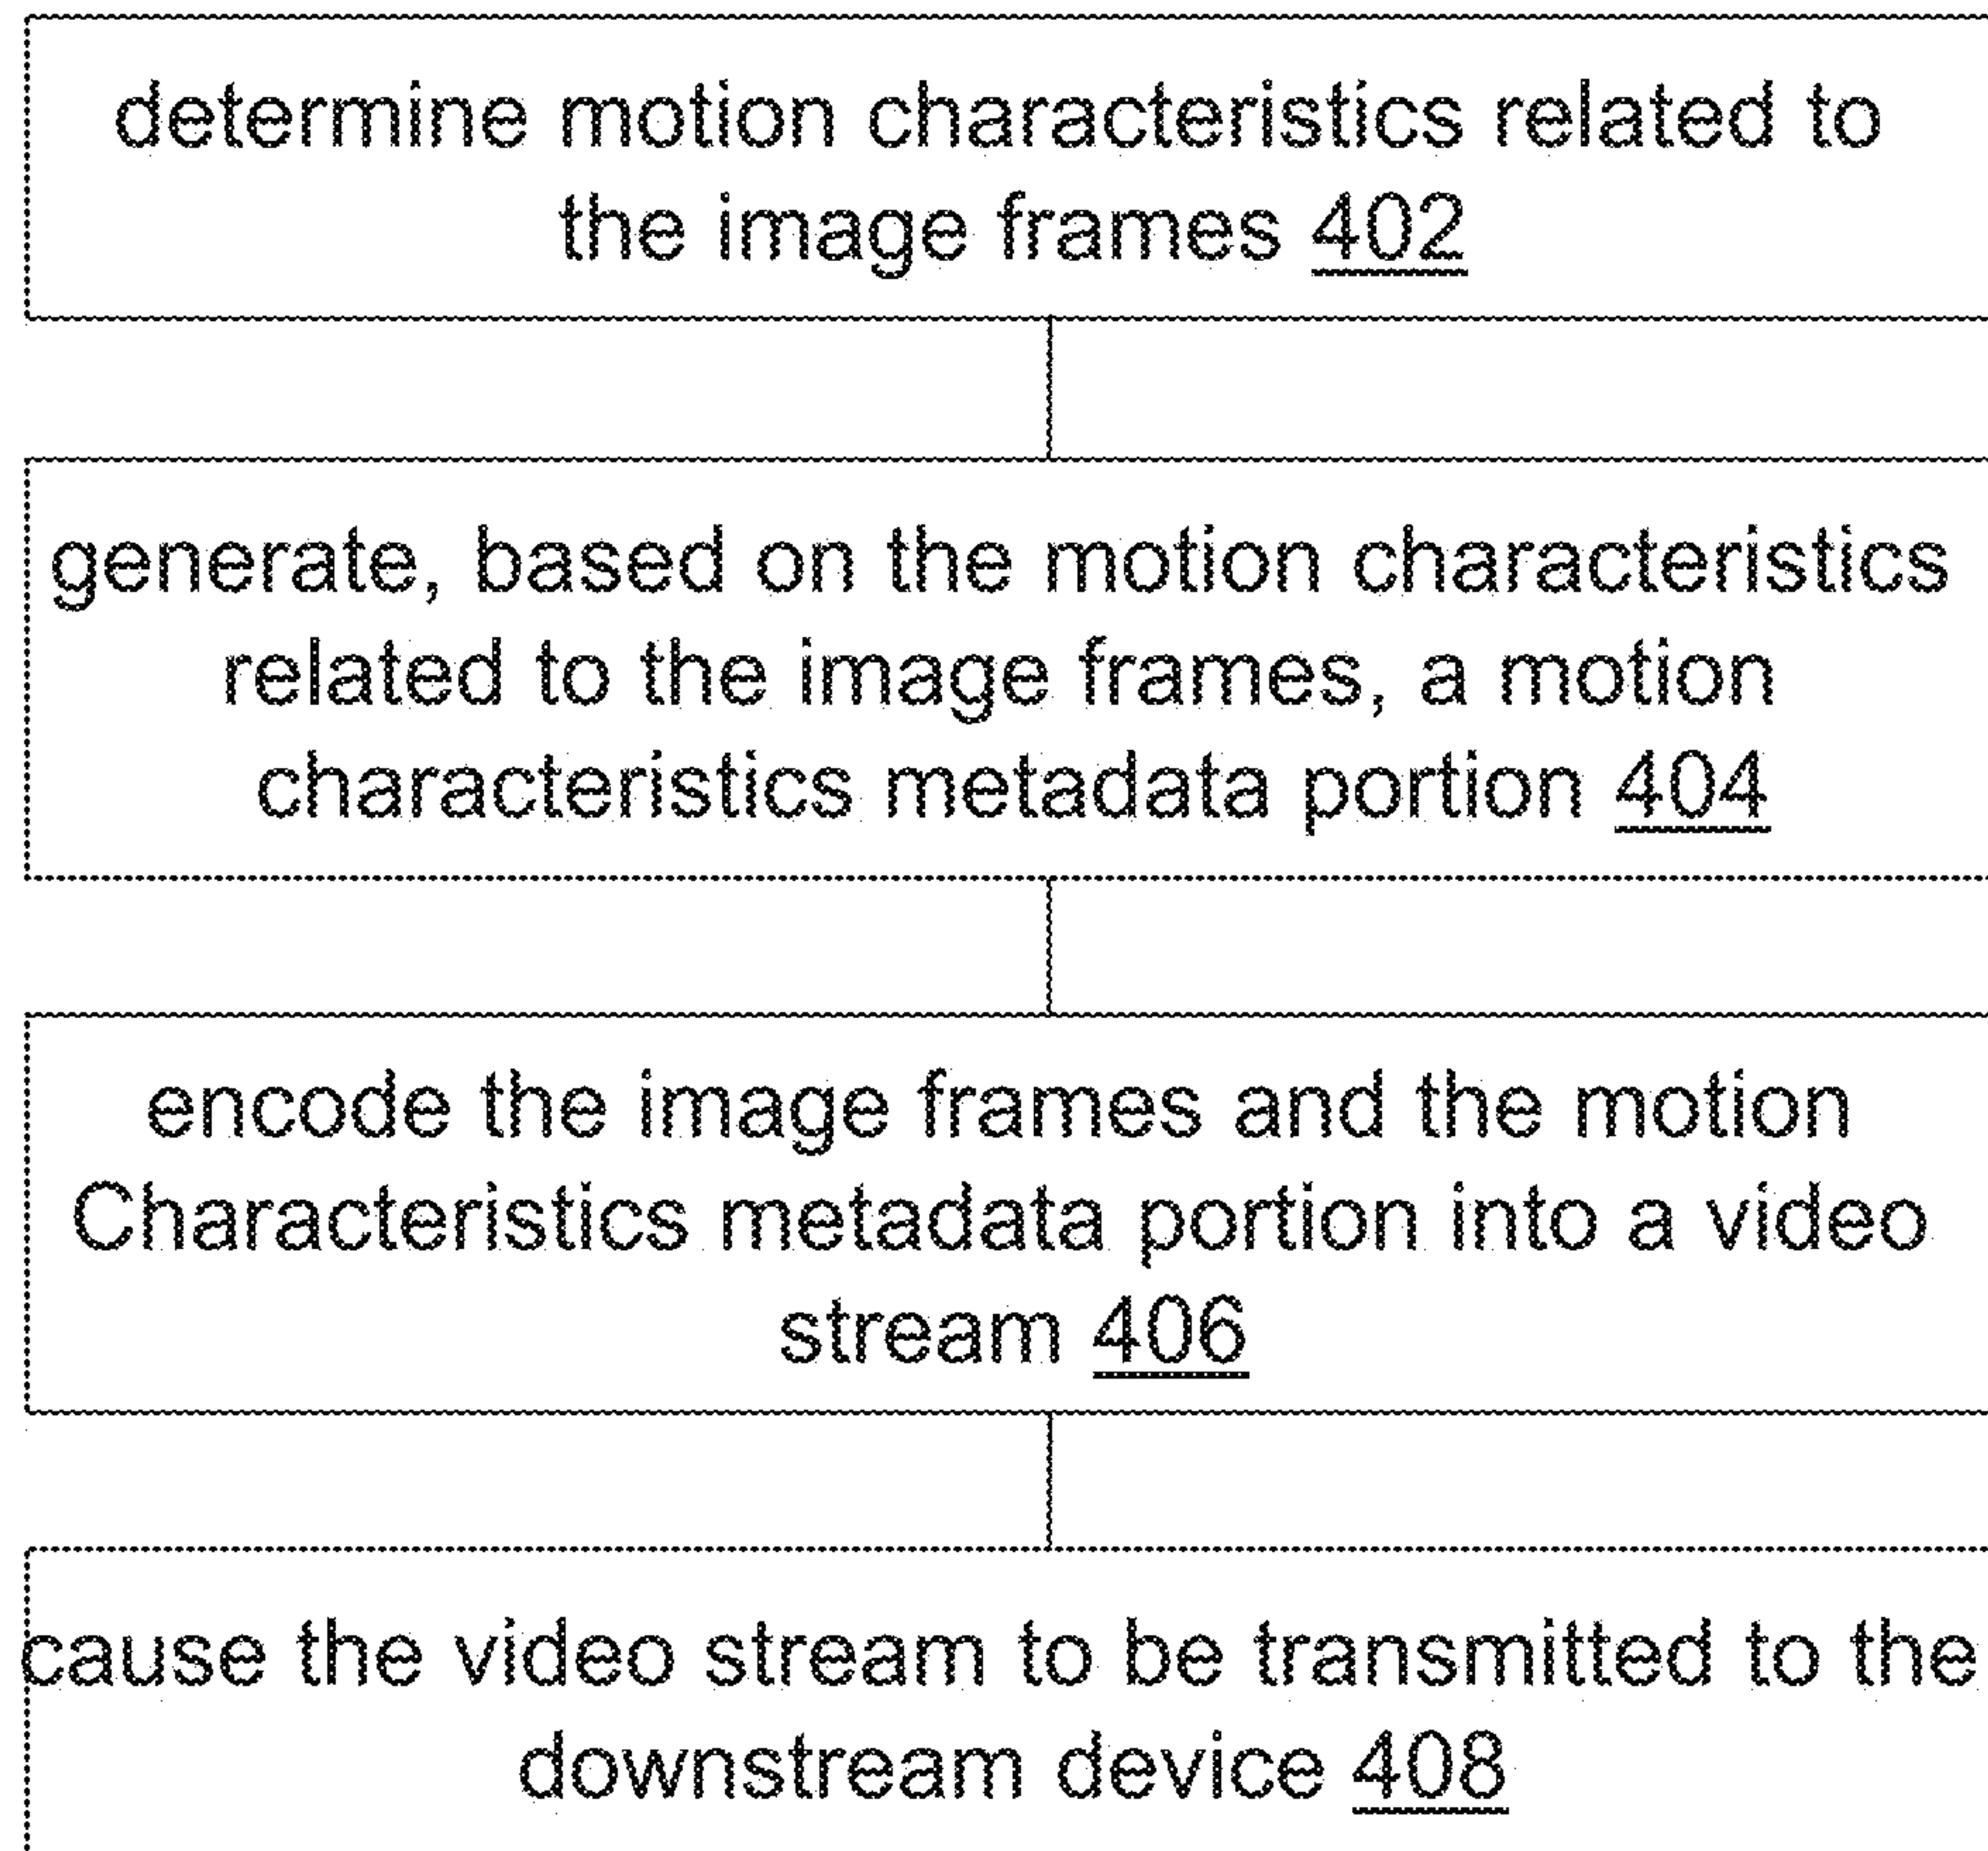 determine motion characteristics related to
the image frames 402
generate, based on the motion characteristics
related to the image frames, a motion
characteristics metadata portion 404
encode the image frames and the motion
Characteristics metadata portion into a video
stream 406
cause the video stream to be transmitted to the
downstream device 408